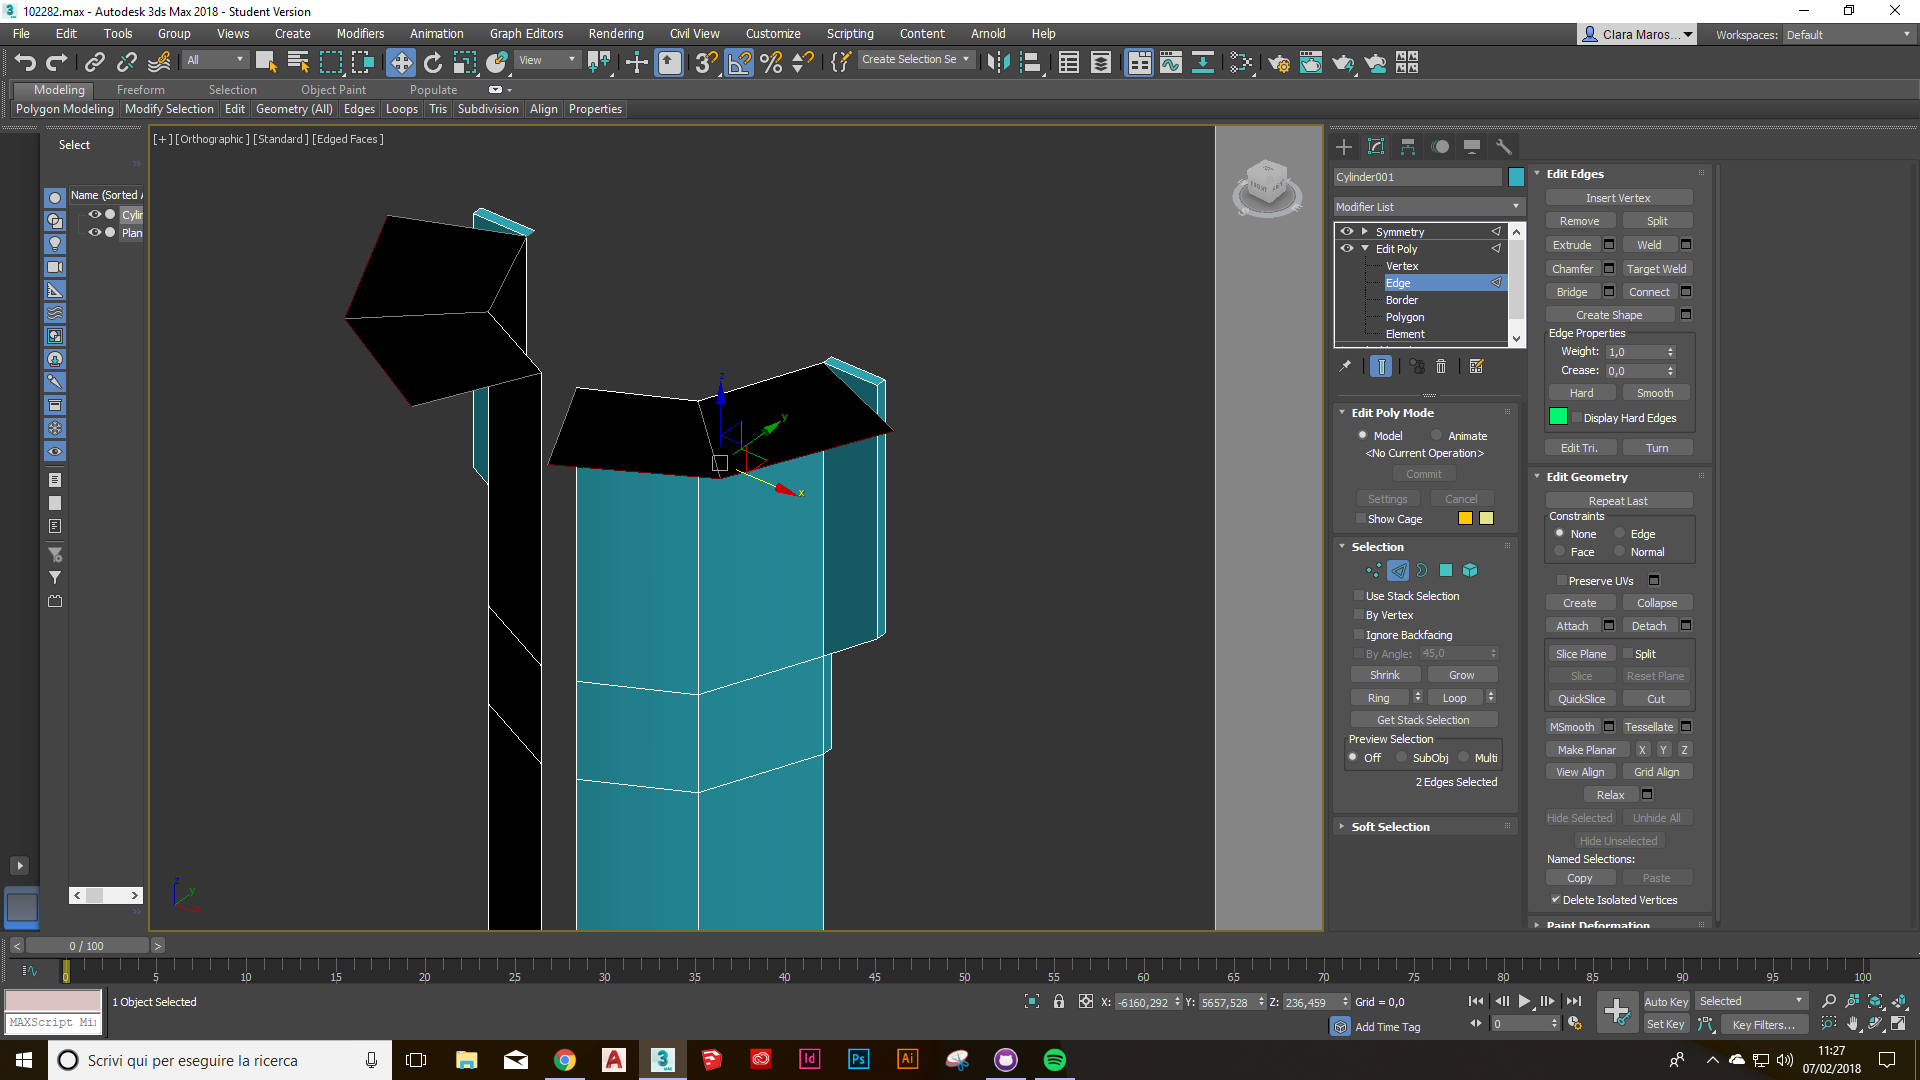 102282.max - Autodesk 3ds Max 2018 - Student Version
File Edit Tools Group Views Create Modifiers Animation Graph Editors Rendering Civil View Customize Scripting Content Arnold Help
Clara Maros... Workspaces: Default
All View Create Selection Se
Modeling Freeform Selection Object Paint Populate
Polygon Modeling Modify Selection Edit Geometry (All) Edges Loops Tris Subdivision Align Properties
Select
Name (Sorted A
Cylin
Plan
[+] [Orthographic] [Standard] [Edged Faces]
FRONT
z
y
x
z
y
Cylinder001
Modifier List
Symmetry
Edit Poly
Vertex
Edge
Border
Polygon
Element
Edit Poly Mode
Model Animate
<No Current Operation>
Commit
Settings Cancel
Show Cage
Selection
Use Stack Selection
By Vertex
Ignore Backfacing
By Angle: 45,0
Shrink Grow
Ring Loop
Get Stack Selection
Preview Selection
Off SubObj Multi
2 Edges Selected
Soft Selection
Edit Edges
Insert Vertex
Remove Split
Extrude Weld
Chamfer Target Weld
Bridge Connect
Create Shape
Edge Properties
Weight: 1,0
Crease: 0,0
Hard Smooth
Display Hard Edges
Edit Tri. Turn
Edit Geometry
Repeat Last
Constraints
None Edge
Face Normal
Preserve UVs
Create Collapse
Attach Detach
Slice Plane Split
Slice Reset Plane
QuickSlice Cut
MSmooth Tessellate
Make Planar X Y Z
View Align Grid Align
Relax
Hide Selected Unhide All
Hide Unselected
Named Selections:
Copy Paste
Delete Isolated Vertices
Paint Deformation
< 0 / 100 >
0 5 10 15 20 25 30 35 40 45 50 55 60 65 70 75 80 85 90 95 100
1 Object Selected
X: -6160,292 Y: 5657,528 Z: 236,459 Grid = 0,0
Auto Key Selected
MAXScript Mi
Add Time Tag
0
Set Key Key Filters...
Scrivi qui per eseguire la ricerca
3
MAX
Id
Ps
Ai
11:27
07/02/2018